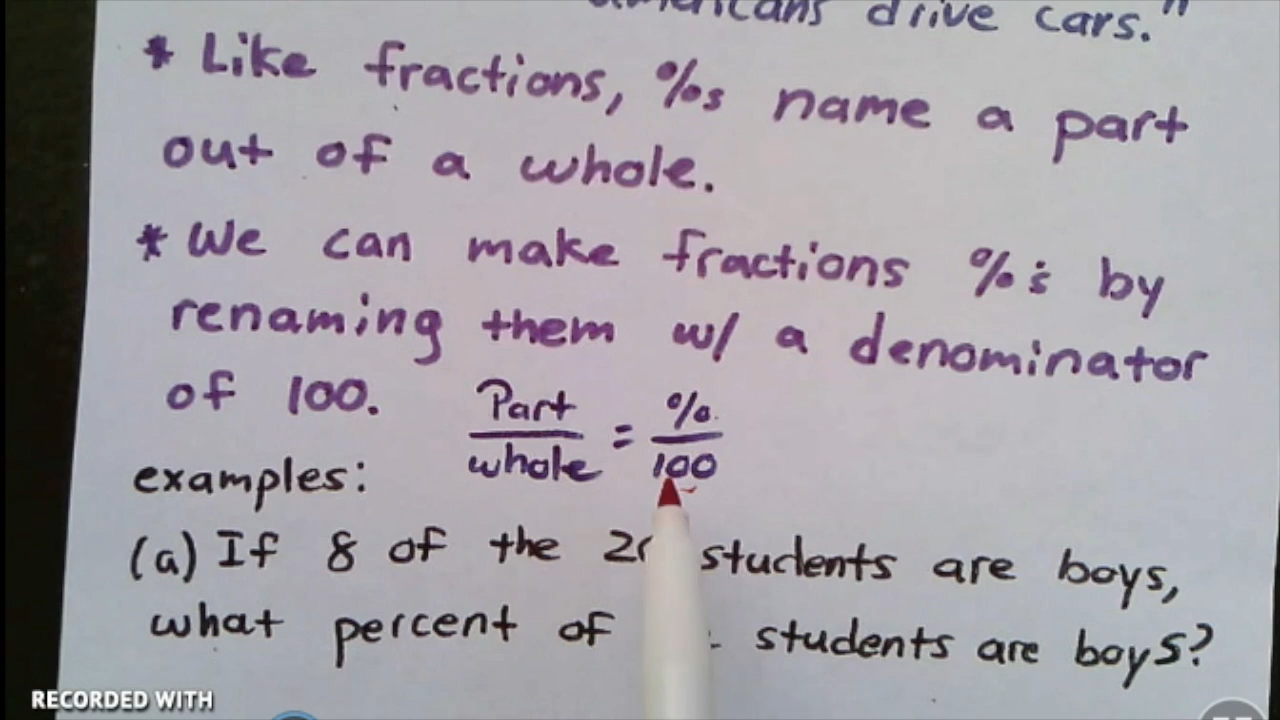 americans drive cars."
* Like fractions, %s name a part
out of a whole.
* We can make fractions %'s by
renaming them w/ a denominator
of 100.
Part
whole
=
%
100
examples:
(a) If 8 of the students are boys,
what percent of students are boys?
RECORDED WITH